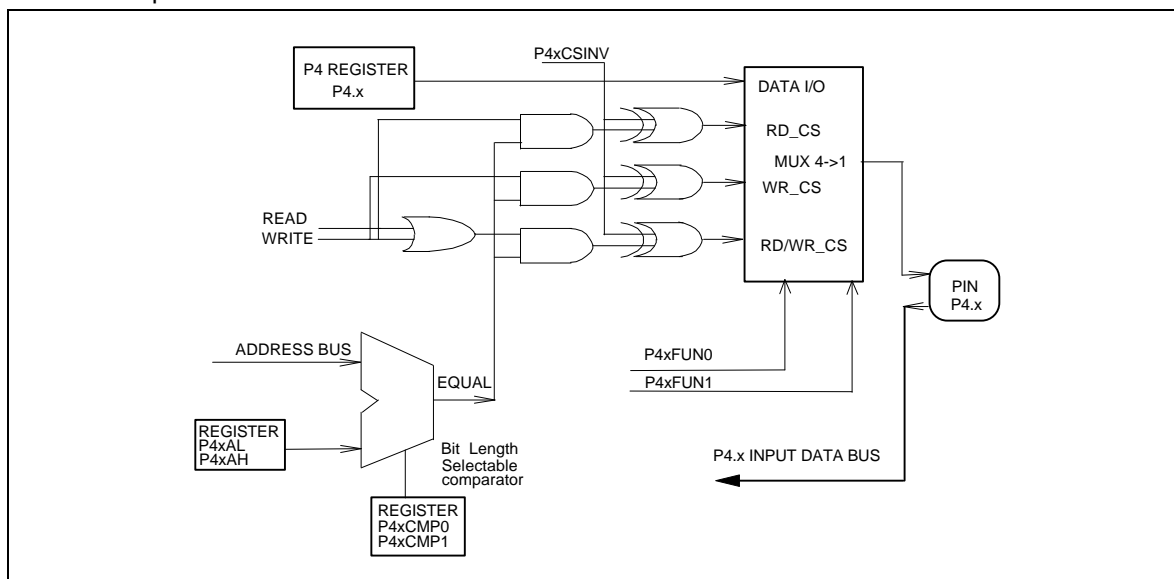 P4xCSINV
P4 REGISTER
P4.x
DATA I/O
RD_CS
MUX 4->1
WR_CS
RD/WR_CS
READ
WRITE
PIN
P4.x
ADDRESS BUS
EQUAL
P4xFUN0
P4xFUN1
REGISTER
P4xAL
P4xAH
Bit Length
Selectable
comparator
P4.x INPUT DATA BUS
REGISTER
P4xCMP0
P4xCMP1